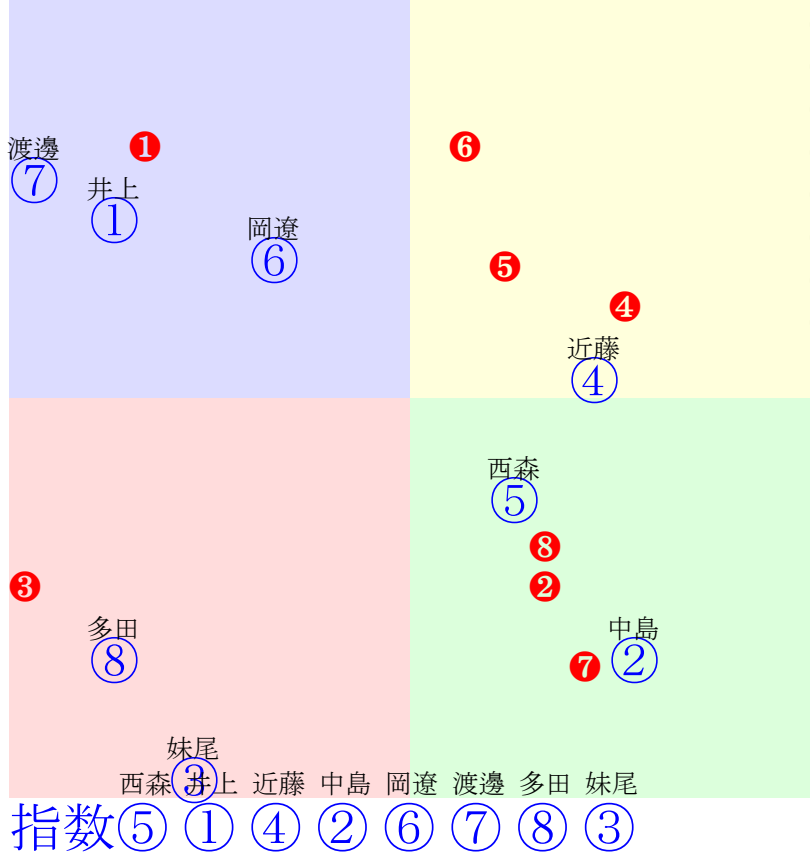 渡邊 ❶ ❻
⑦ 井上
① 岡遼
⑥ ❺
❹
近藤
④
西森
⑤
❽
❸ ❷
多田 中島
⑧ ❼ ②
妹尾
③
西森 井上 近藤 中島 岡遼 渡邊 多田 妹尾
指数⑤ ① ④ ② ⑥ ⑦ ⑧ ③